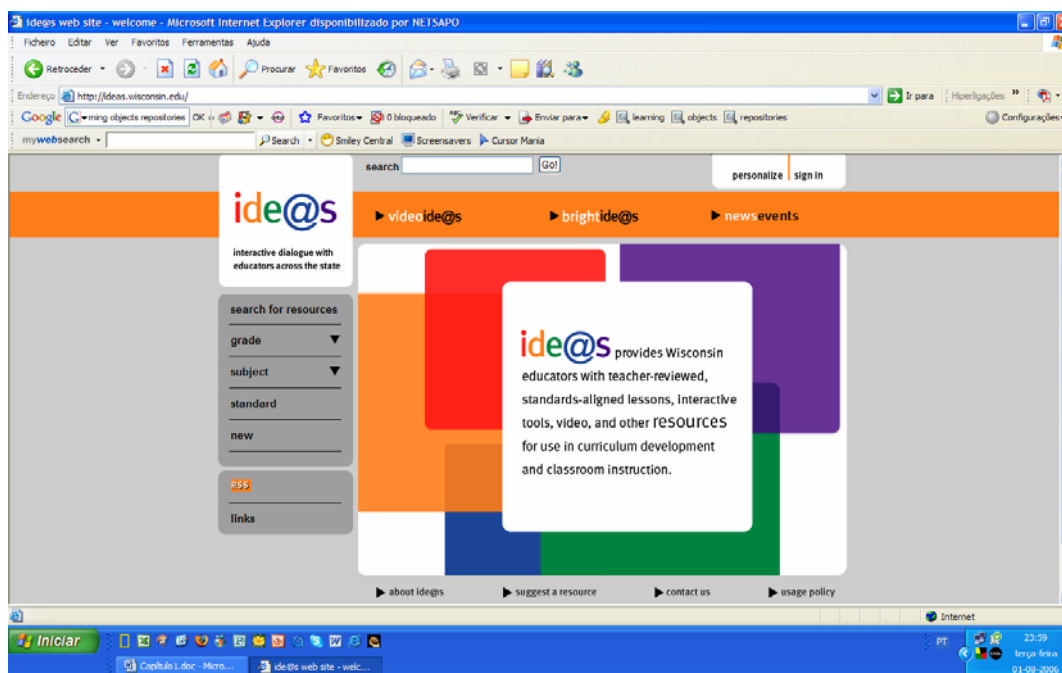 ide@s web site - welcome - Microsoft Internet Explorer disponibilizado por NETSAPO
Ficheiro Editar Ver Favoritos Ferramentas Ajuda
Retroceder Procurar Favoritos
Endereço http://ideas.wisconsin.edu/ Ir para Hiperligações »
Google ming objects repositories OK Favoritos 0 bloqueado Verificar Enviar para learning objects repositories Configurações
mywebsearch Search Smiley Central Screensavers Cursor Mania
search Go! personalize sign in
ide@s
videoide@s brightide@s newsevents
interactive dialogue with
educators across the state
search for resources
grade
subject
standard
new
RSS
links
ide@s provides Wisconsin
educators with teacher-reviewed,
standards-aligned lessons, interactive
tools, video, and other resources
for use in curriculum development
and classroom instruction.
about ide@s suggest a resource contact us usage policy
Internet
Iniciar PT 23:59
terça-feira
Capítulo1.doc - Micro... ide@s web site - welc... 01-08-2006